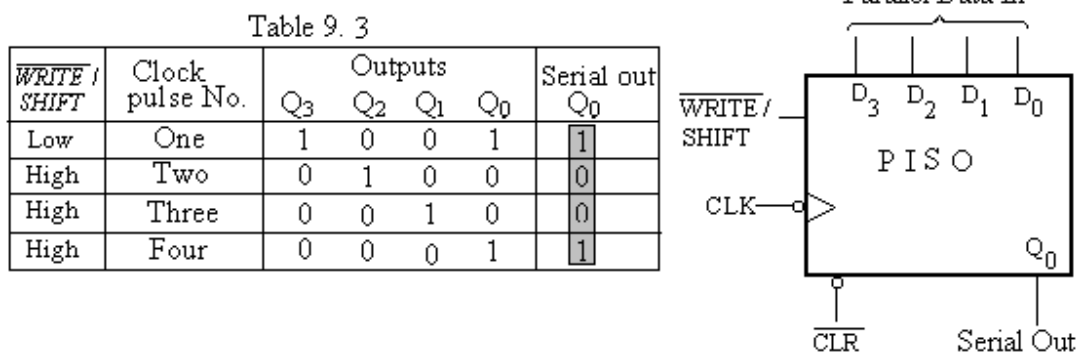 Table 9. 3
WRITE / SHIFT Clock pulse No. Outputs Serial out
Q3 Q2 Q1 Q0 Q0
Low One 1 0 0 1 1
High Two 0 1 0 0 0
High Three 0 0 1 0 0
High Four 0 0 0 1 1
Parallel Data In
D3 D2 D1 D0
WRITE /
SHIFT
PISO
CLK
Q0
CLR Serial Out